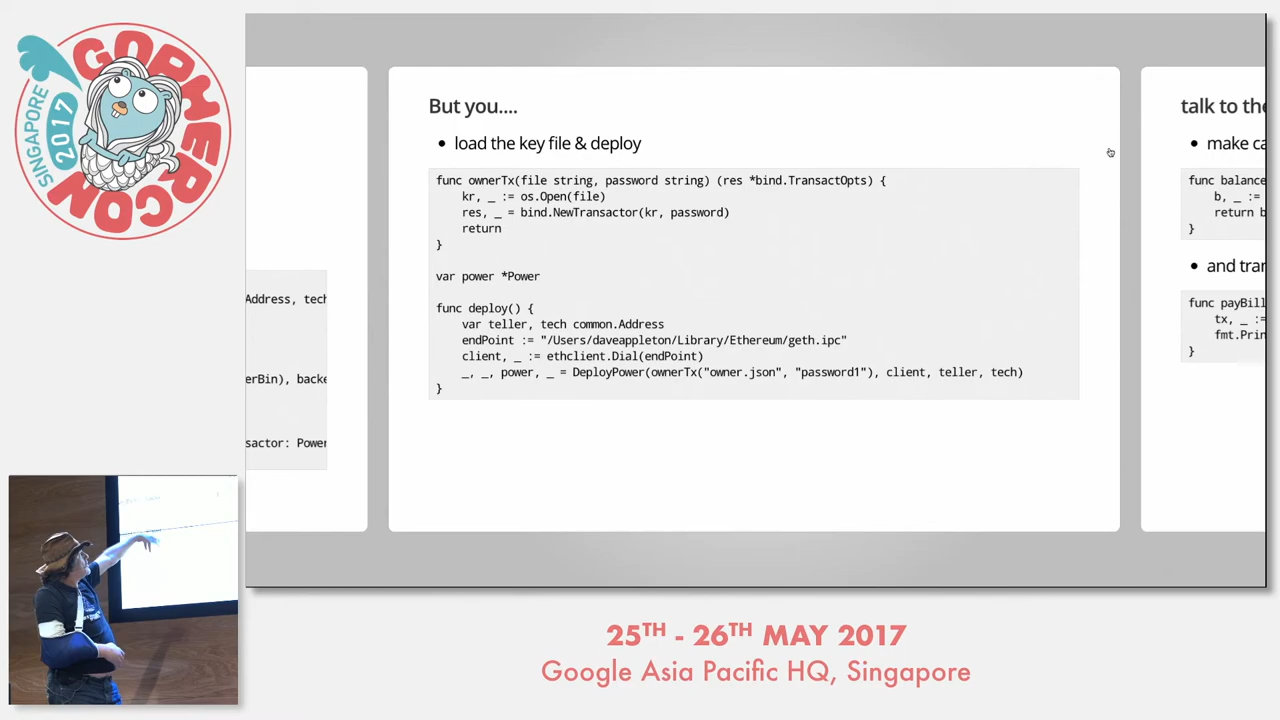 GOPHERCON
SINGAPORE
2017
But you....
• load the key file & deploy
func ownerTx(file string, password string) (res *bind.TransactOpts) {
    kr, _ := os.Open(file)
    res, _ = bind.NewTransactor(kr, password)
    return
}
var power *Power
func deploy() {
    var teller, tech common.Address
    endPoint := "/Users/daveappleton/Library/Ethereum/geth.ipc"
    client, _ := ethclient.Dial(endPoint)
    _, _, power, _ = DeployPower(ownerTx("owner.json", "password1"), client, teller, tech)
}
Address, tech
erBin), backe
sactor: Power
talk to the
• make ca
func balance
    b, _ :=
    return b
}
• and tran
func payBill
    tx, _ :=
    fmt.Prin
}
25TH - 26TH MAY 2017
Google Asia Pacific HQ, Singapore